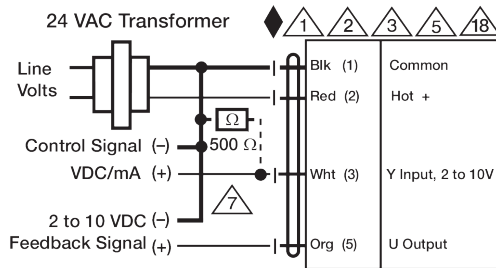 24 VAC Transformer
1 2 3 5 18
Line
Volts
Blk (1) Common
Red (2) Hot +
Ω
500 Ω
Control Signal (–)
VDC/mA (+)
Wht (3) Y Input, 2 to 10V
7
2 to 10 VDC (–)
Feedback Signal (+)
Org (5) U Output